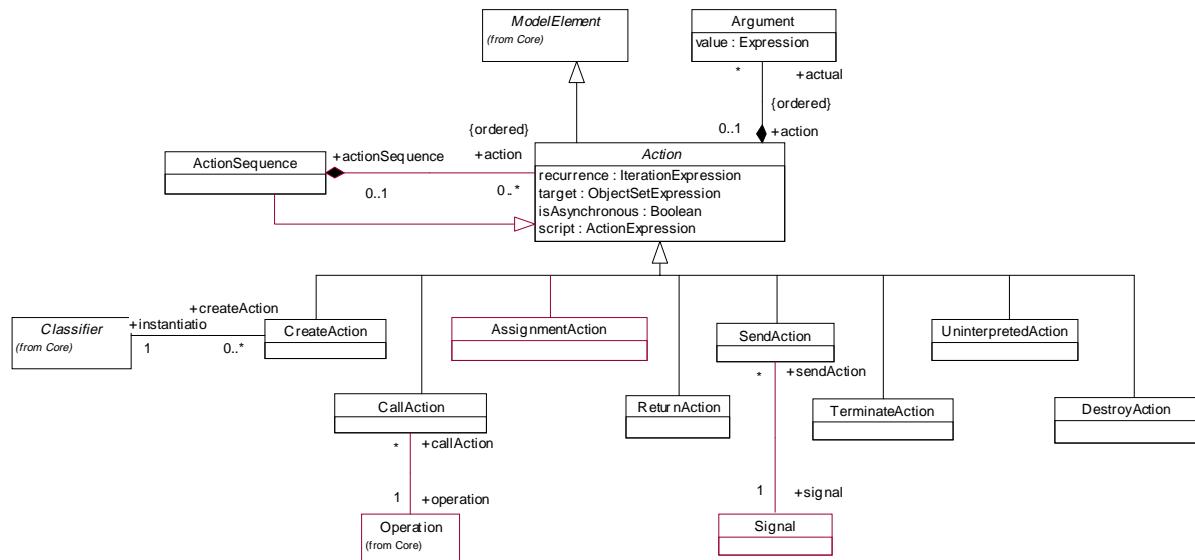 ModelElement
(from Core)
Argument
value : Expression
* +actual
{ordered}
0..1 +action
{ordered}
+actionSequence +action
ActionSequence
0..1 0..*
Action
recurrence : IterationExpression
target : ObjectSetExpression
isAsynchronous : Boolean
script : ActionExpression
+createAction
Classifier
(from Core)
+instantiatio
1 0..*
CreateAction
AssignmentAction
SendAction
UninterpretedAction
* +sendAction
CallAction
ReturnAction
TerminateAction
DestroyAction
* +callAction
1 +operation
1 +signal
Operation
(from Core)
Signal